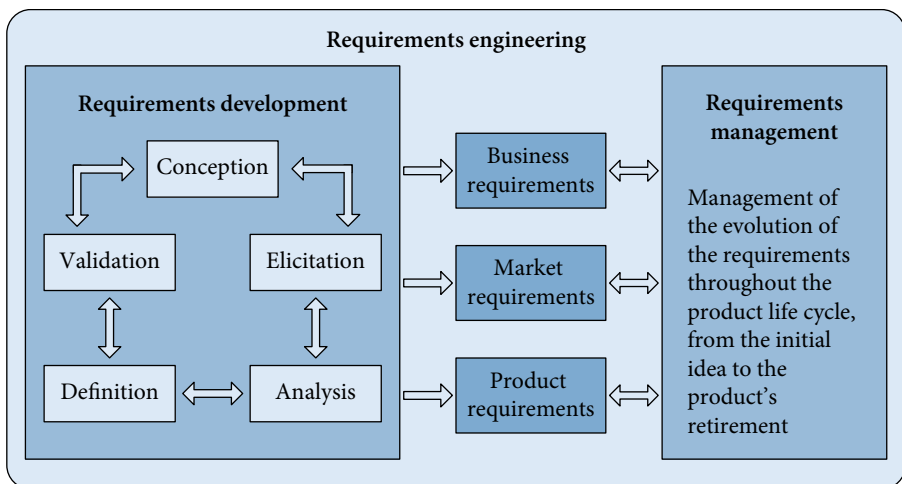 Requirements engineering
Requirements development
Conception
Validation
Elicitation
Definition
Analysis
Business
requirements
Market
requirements
Product
requirements
Requirements
management
Management of
the evolution of
the requirements
throughout the
product life cycle,
from the initial
idea to the
product’s
retirement